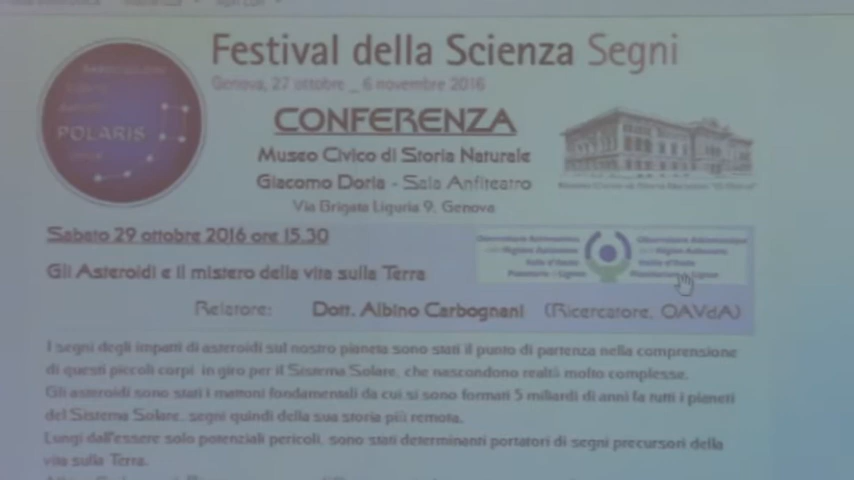 Festival della Scienza Segni
Genova, 27 ottobre _ 6 novembre 2016
POLARIS
CONFERENZA
Museo Civico di Storia Naturale
Giacomo Doria - Sala Anfiteatro
Via Brigata Liguria 9, Genova
Sabato 29 ottobre 2016 ore 15.30
Gli Asteroidi e il mistero della vita sulla Terra
Relatore: Dott. Albino Carbognani (Ricercatore, OAVdA)
I segni degli impatti di asteroidi sul nostro pianeta sono stati il punto di partenza nella comprensione
di questi piccoli corpi in giro per il Sistema Solare, che nascondono realtà molto complesse.
Gli asteroidi sono stati i mattoni fondamentali da cui si sono formati 5 miliardi di anni fa tutti i pianeti
del Sistema Solare, segni quindi della sua storia più remota.
Lungi dall'essere solo potenziali pericoli, sono stati determinanti portatori di segni precursori della
vita sulla Terra.